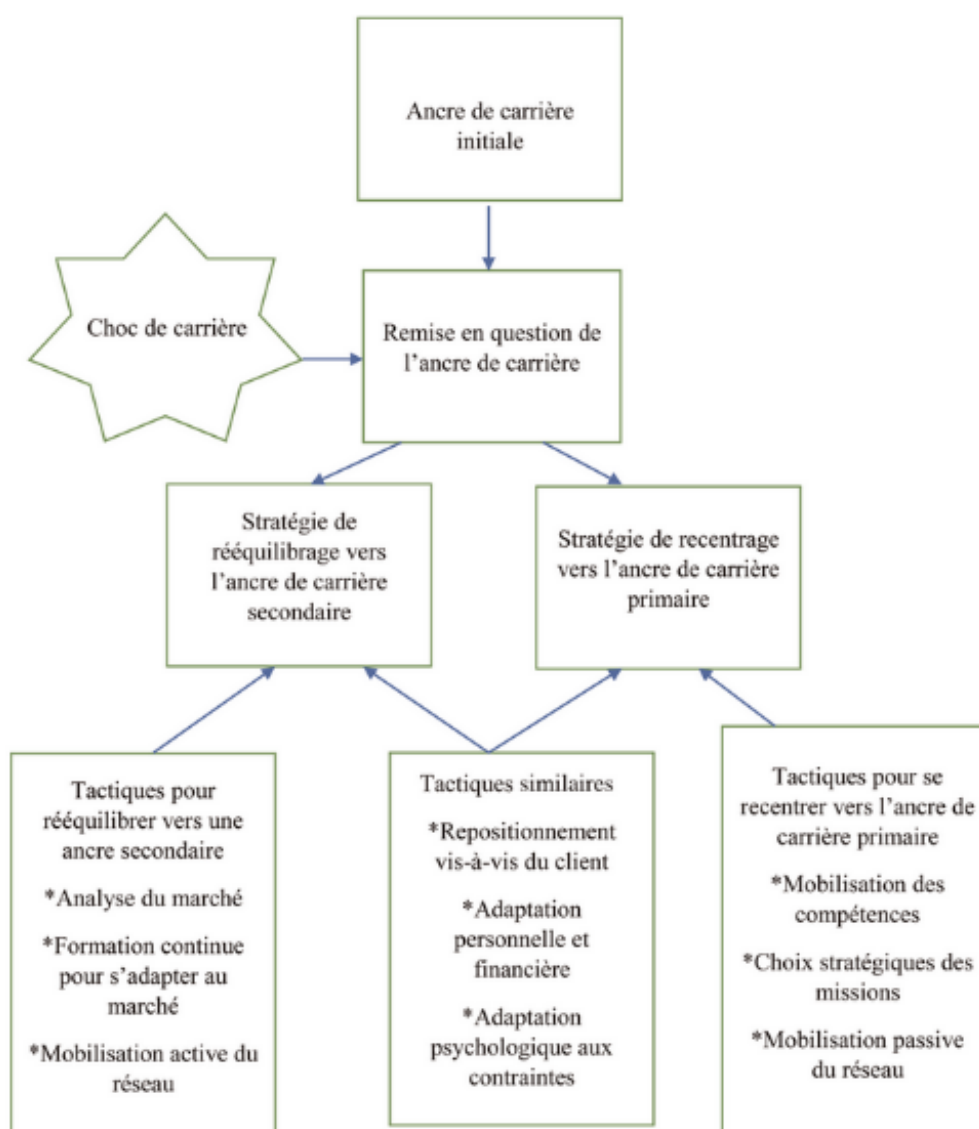 Ancre de carrière
initiale
Choc de carrière
Remise en question de
l’ancre de carrière
Stratégie de
rééquilibrage vers
l’ancre de carrière
secondaire
Stratégie de recentrage
vers l’ancre de carrière
primaire
Tactiques pour
rééquilibrer vers une
ancre secondaire
*Analyse du marché
*Formation continue
pour s’adapter au
marché
*Mobilisation active du
réseau
Tactiques similaires
*Repositionnement
vis-à-vis du client
*Adaptation
personnelle et
financière
*Adaptation
psychologique aux
contraintes
Tactiques pour se
recentrer vers l’ancre de
carrière primaire
*Mobilisation des
compétences
*Choix stratégiques des
missions
*Mobilisation passive
du réseau